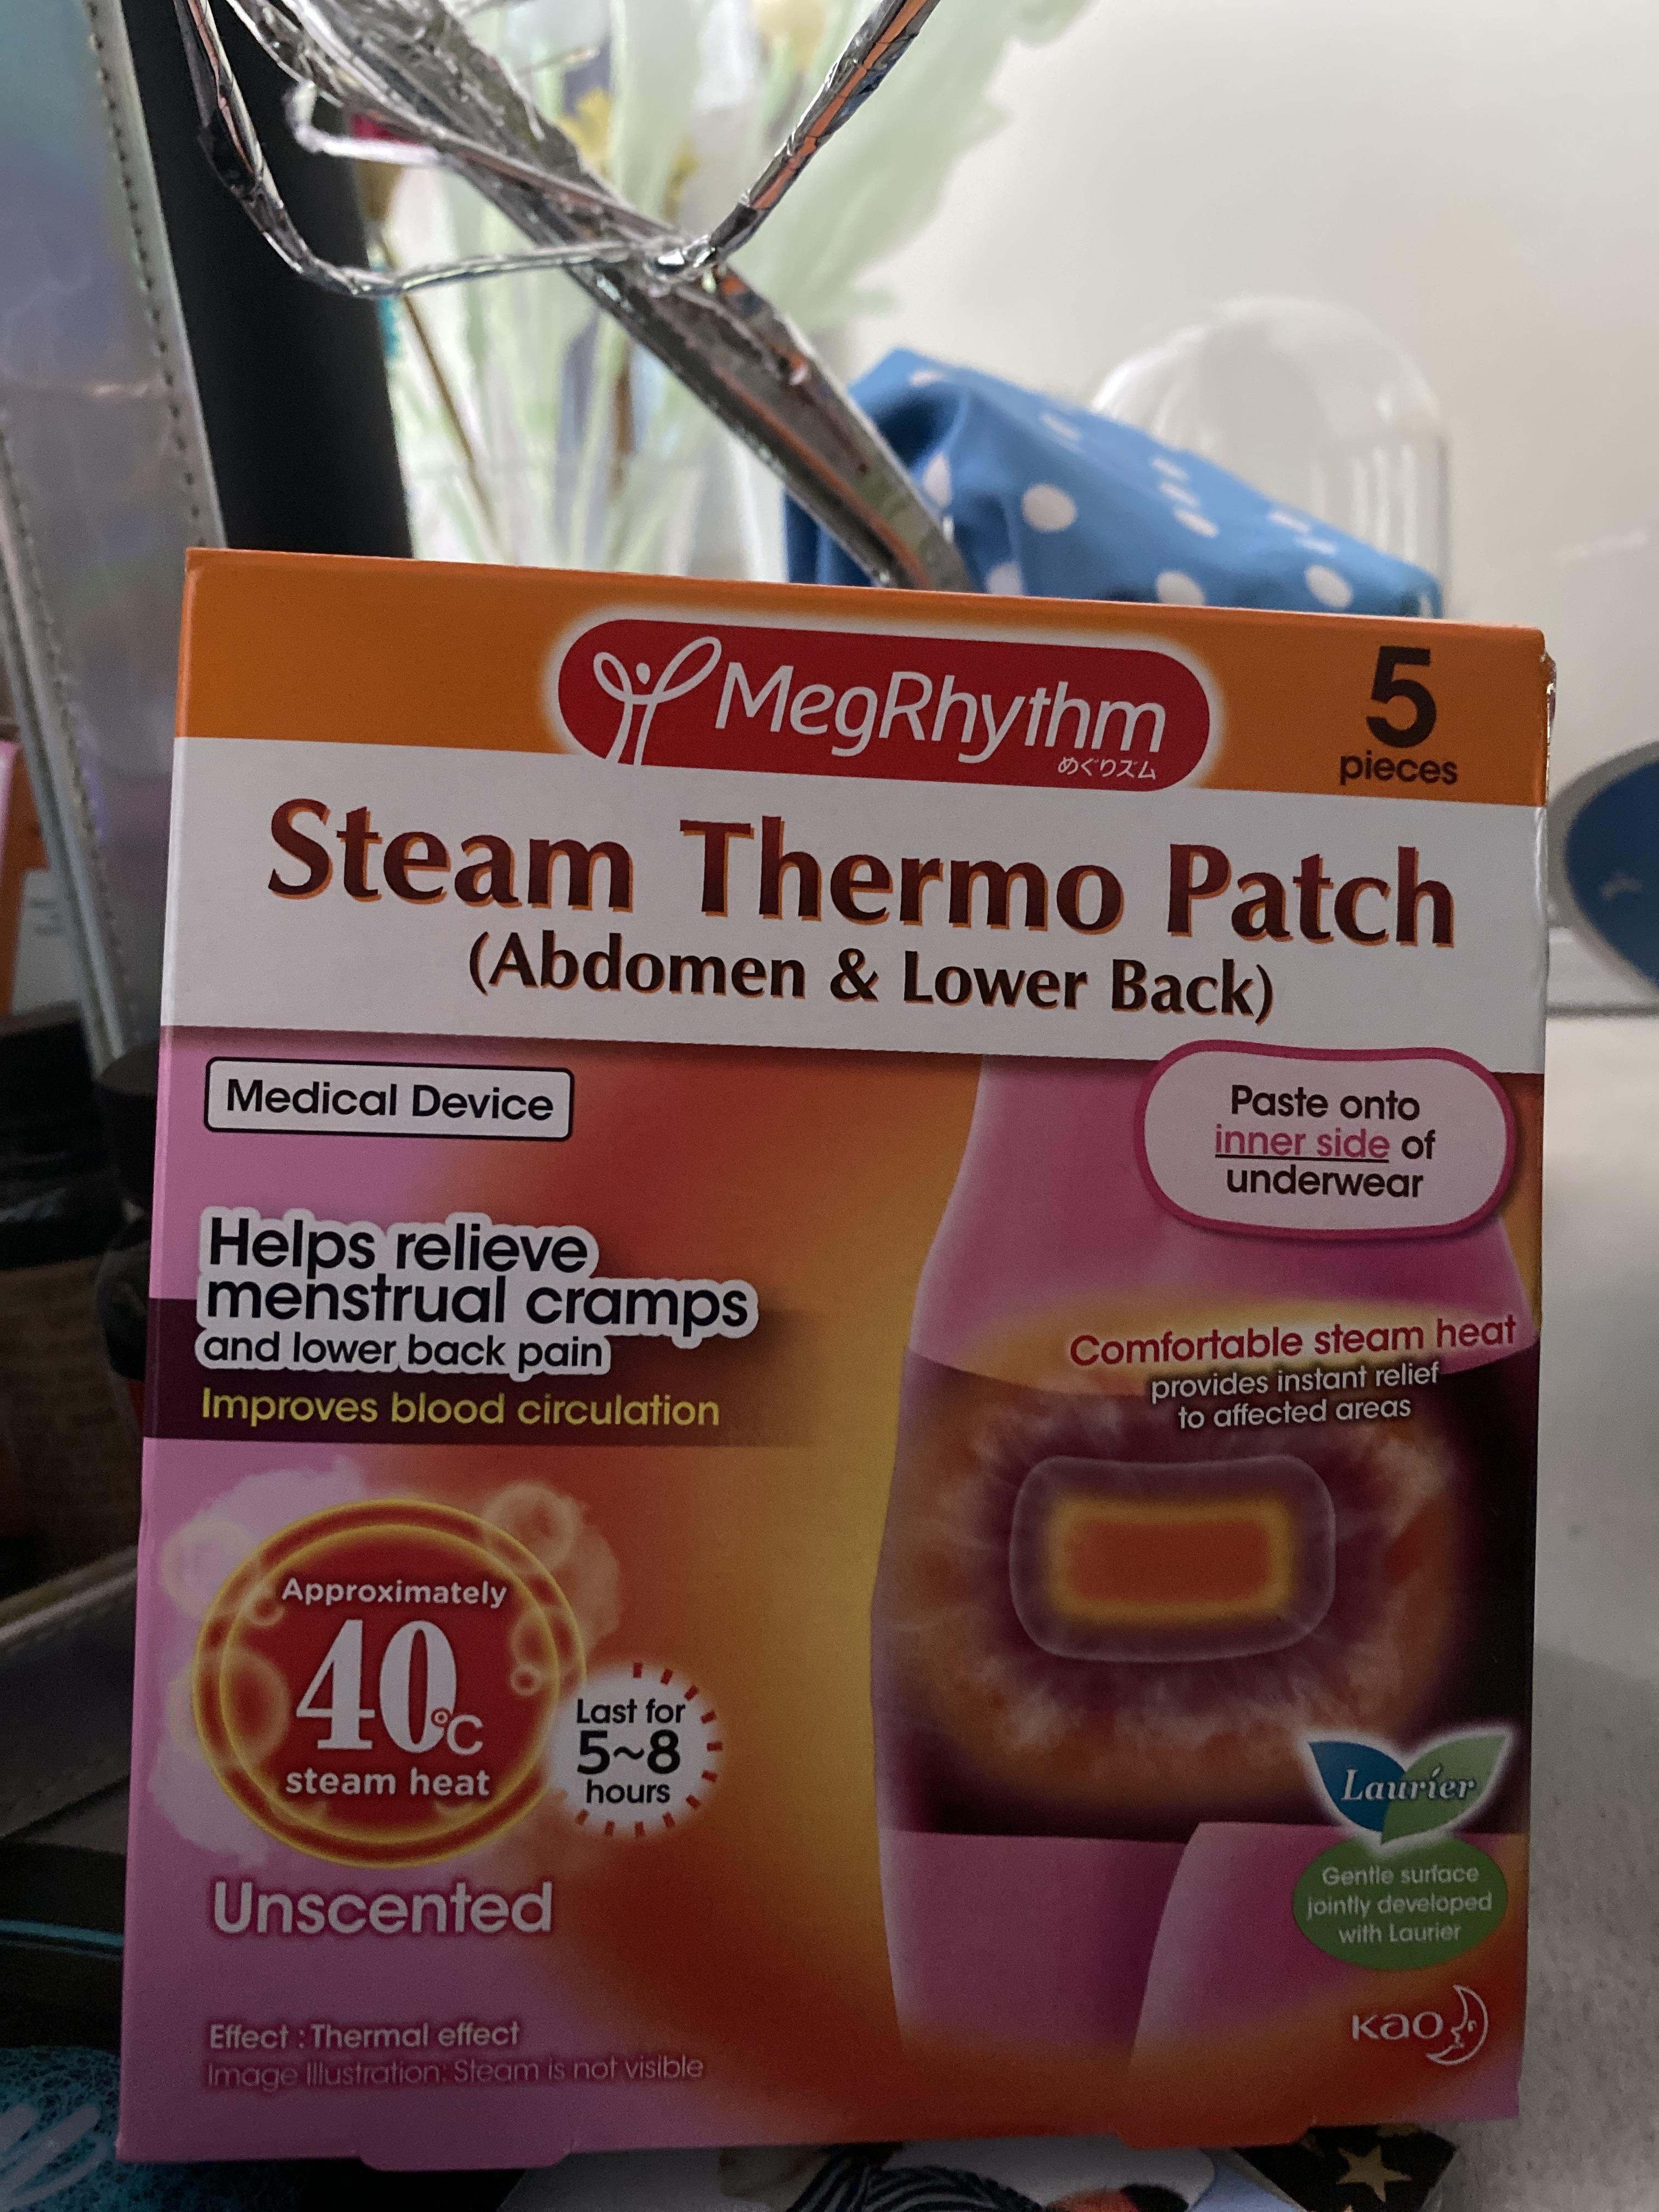 MegRhythm
めぐりズム
5
pieces
Steam Thermo Patch
(Abdomen & Lower Back)
Medical Device
Paste onto
inner side of
underwear
Helps relieve
menstrual cramps
and lower back pain
Improves blood circulation
Comfortable steam heat
provides instant relief
to affected areas
Approximately
40℃
steam heat
Last for
5~8
hours
Unscented
Laurier
Gentle surface
jointly developed
with Laurier
Effect : Thermal effect
Image Illustration: Steam is not visible
Kao